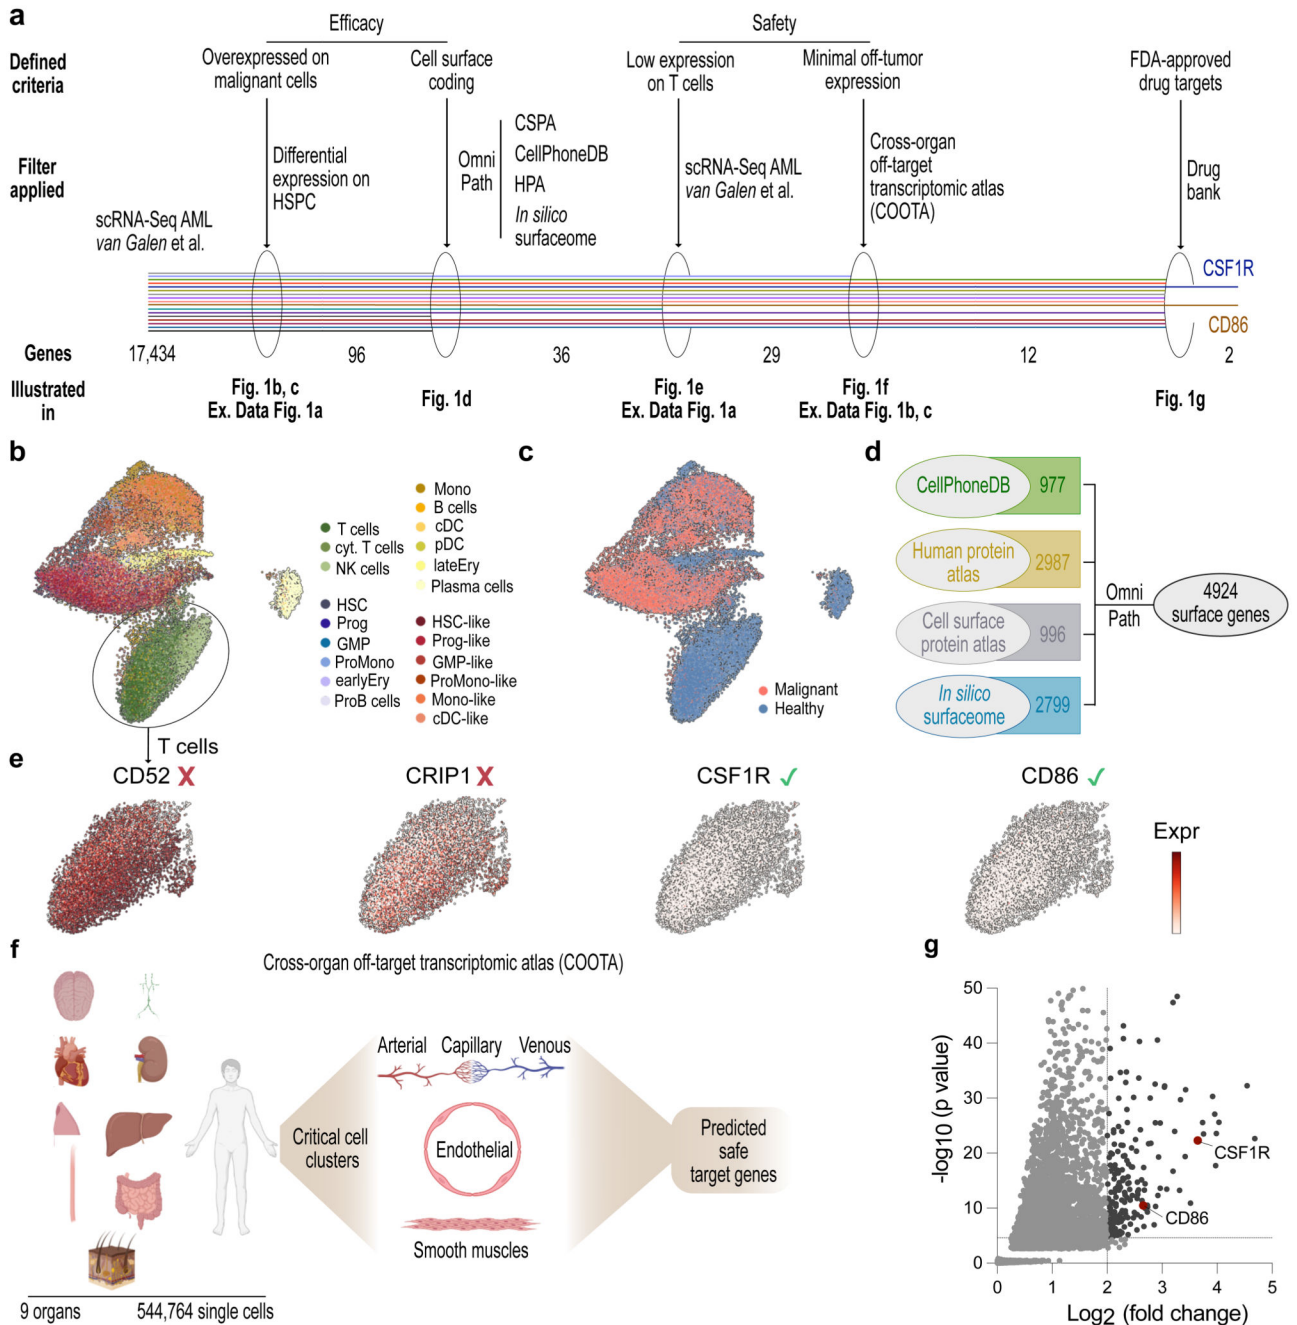 a
Efficacy
Safety
Defined
criteria
Overexpressed on
malignant cells
Cell surface
coding
Low expression
on T cells
Minimal off-tumor
expression
FDA-approved
drug targets
Filter
applied
scRNA-Seq AML
van Galen et al.
Differential
expression on
HSPC
Omni
Path
CSPA
CellPhoneDB
HPA
In silico
surfaceome
scRNA-Seq AML
van Galen et al.
Cross-organ
off-target
transcriptomic atlas
(COOTA)
Drug
bank
CSF1R
CD86
Genes
17,434
96
36
29
12
2
Illustrated
in
Fig. 1b, c
Ex. Data Fig. 1a
Fig. 1d
Fig. 1e
Ex. Data Fig. 1a
Fig. 1f
Ex. Data Fig. 1b, c
Fig. 1g
b
T cells
cyt. T cells
NK cells
HSC
Prog
GMP
ProMono
earlyEry
ProB cells
Mono
B cells
cDC
pDC
lateEry
Plasma cells
HSC-like
Prog-like
GMP-like
ProMono-like
Mono-like
cDC-like
T cells
c
Malignant
Healthy
d
CellPhoneDB
977
Human protein
atlas
2987
Cell surface
protein atlas
996
In silico
surfaceome
2799
Omni
Path
4924
surface genes
e
CD52 X
CRIP1 X
CSF1R ✓
CD86 ✓
Expr
f
Cross-organ off-target transcriptomic atlas (COOTA)
Critical cell
clusters
Arterial
Capillary
Venous
Endothelial
Smooth muscles
Predicted
safe
target genes
9 organs
544,764 single cells
g
-log10 (p value)
50
40
30
20
10
0
CSF1R
CD86
0
1
2
3
4
5
Log2 (fold change)